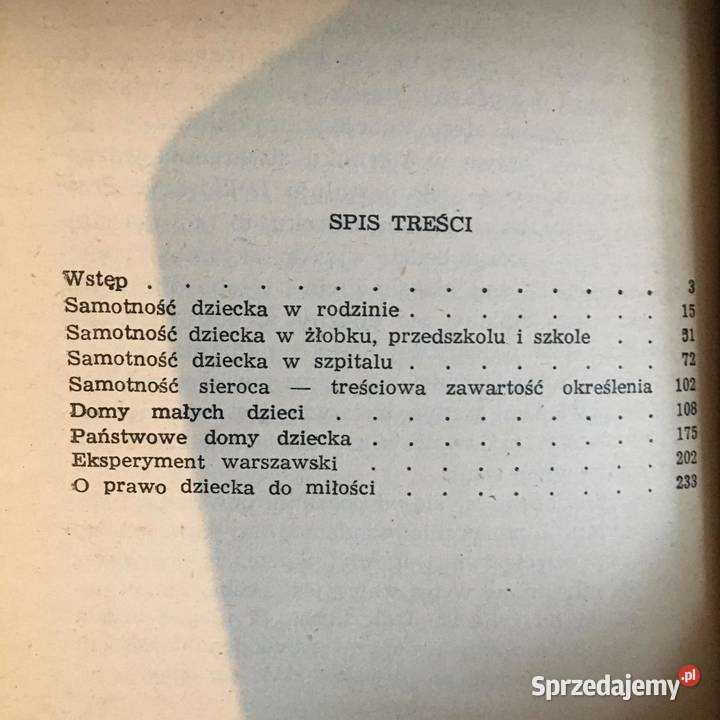 SPIS TREŚCI
Wstęp . . . . . . . . . . . . . . 3
Samotność dziecka w rodzinie . . . . . . . 15
Samotność dziecka w żłobku, przedszkolu i szkole . . 31
Samotność dziecka w szpitalu . . . . . . . 72
Samotność sieroca — treściowa zawartość określenia 102
Domy małych dzieci . . . . . . . . . 108
Państwowe domy dziecka . . . . . . . . 175
Eksperyment warszawski . . . . . . . . 202
O prawo dziecka do miłości . . . . . . . 233
Sprzedajemy.pl